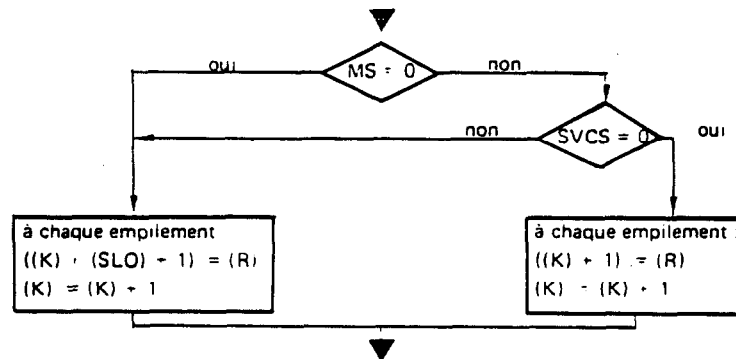 MS = 0
oui
non
SVCS = 0
non
oui
à chaque empilement
((K) + (SLO) + 1) = (R)
(K) = (K) + 1
à chaque empilement :
((K) + 1) = (R)
(K) = (K) + 1